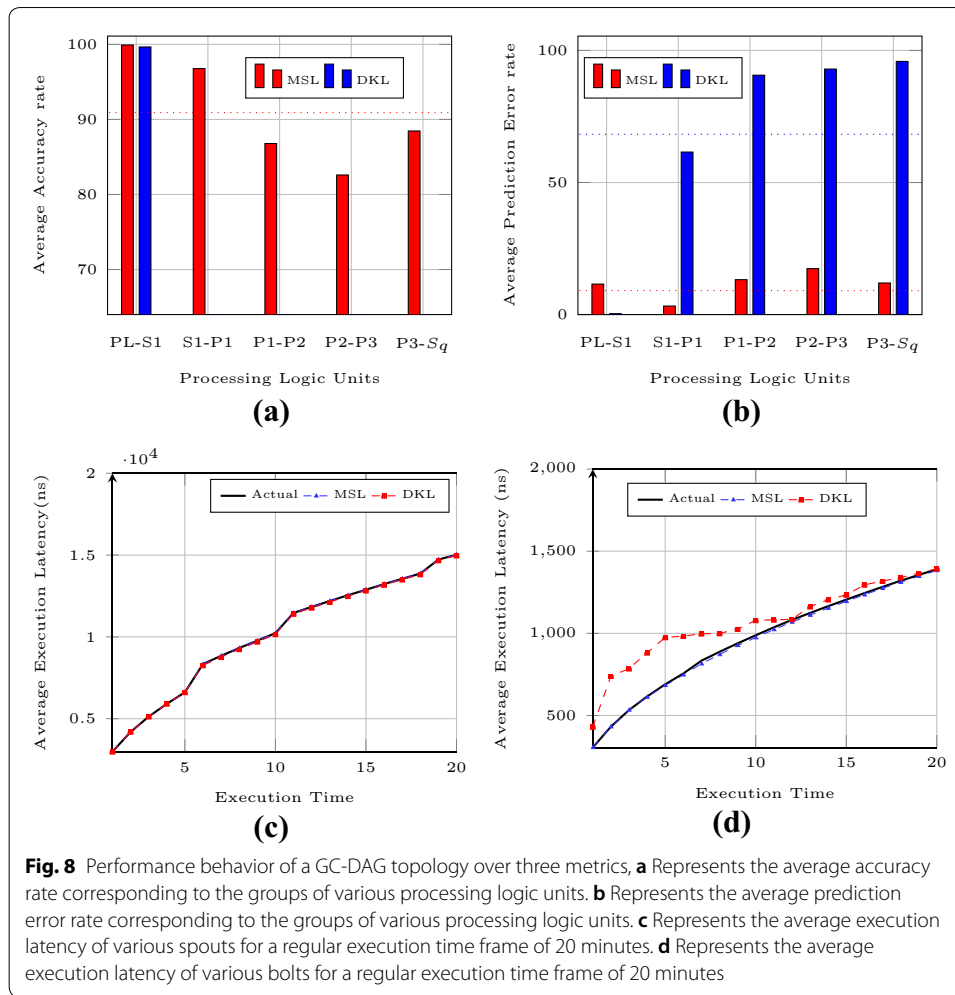 100
90
80
70
Average Accuracy rate
MSL DKL
PL-S1 S1-P1 P1-P2 P2-P3 P3-Sq
Processing Logic Units
(a)
100
50
0
Average Prediction Error rate
MSL DKL
PL-S1 S1-P1 P1-P2 P2-P3 P3-Sq
Processing Logic Units
(b)
·10^4
2
1.5
1
0.5
Average Execution Latency(ns)
Actual MSL DKL
5 10 15 20
Execution Time
(c)
2,000
1,500
1,000
500
Average Execution Latency (ns)
Actual MSL DKL
5 10 15 20
Execution Time
(d)
Fig. 8 Performance behavior of a GC-DAG topology over three metrics, a Represents the average accuracy
rate corresponding to the groups of various processing logic units. b Represents the average prediction
error rate corresponding to the groups of various processing logic units. c Represents the average execution
latency of various spouts for a regular execution time frame of 20 minutes. d Represents the average
execution latency of various bolts for a regular execution time frame of 20 minutes